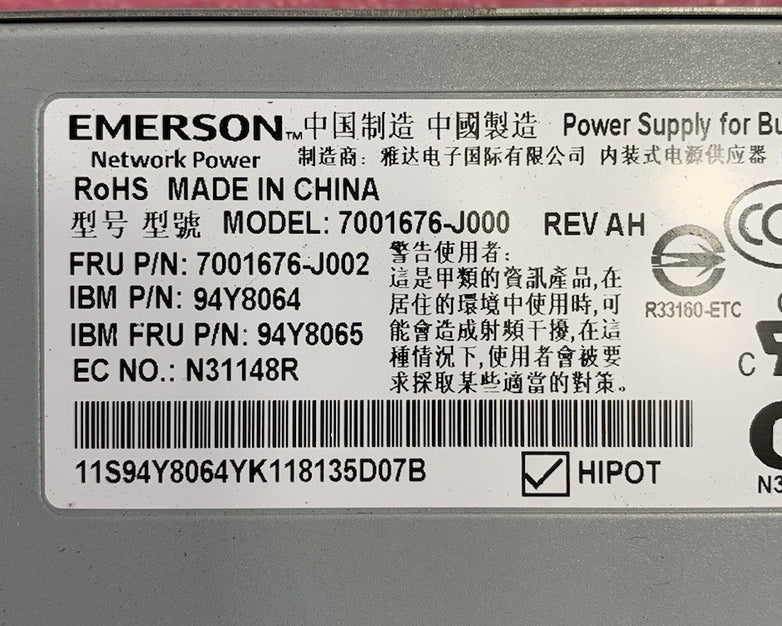 EMERSON™ 中国制造 中國製造 Power Supply for Bu
Network Power 制造商：雅达电子国际有限公司 内装式电源供应器
RoHS MADE IN CHINA
型号 型號 MODEL: 7001676-J000 REV AH
FRU P/N: 7001676-J002
IBM P/N: 94Y8064
IBM FRU P/N: 94Y8065
EC NO.: N31148R
警告使用者:
這是甲類的資訊產品,在
居住的環境中使用時,可
能會造成射頻干擾,在這
種情況下,使用者會被要
求採取某些適當的對策。
R33160-ETC
C
11S94Y8064YK118135D07B
HIPOT
N3